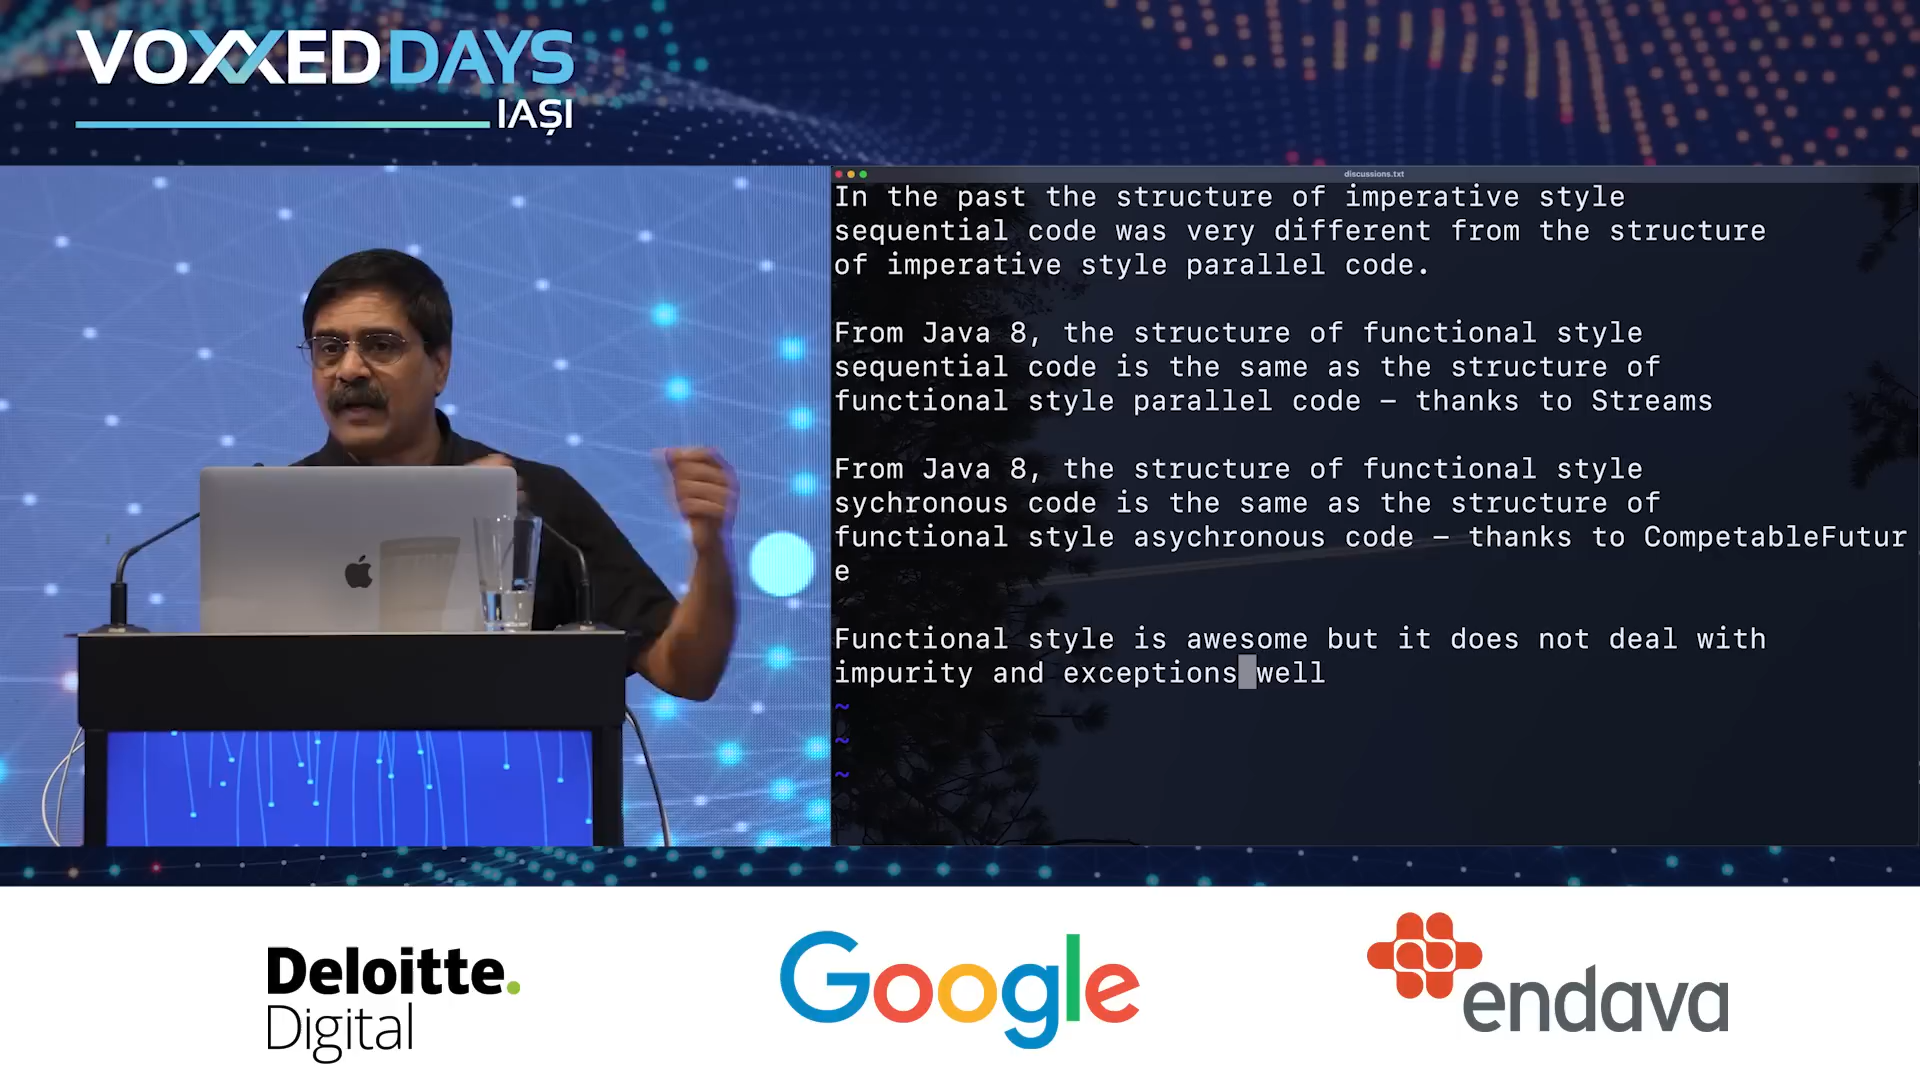 VOXXEDDAYS
IAȘI
discussions.txt
In the past the structure of imperative style
sequential code was very different from the structure
of imperative style parallel code.
From Java 8, the structure of functional style
sequential code is the same as the structure of
functional style parallel code – thanks to Streams
From Java 8, the structure of functional style
sychronous code is the same as the structure of
functional style asychronous code – thanks to CompetableFutur
e
Functional style is awesome but it does not deal with
impurity and exceptions well
~
~
~
Deloitte.
Digital
Google
endava